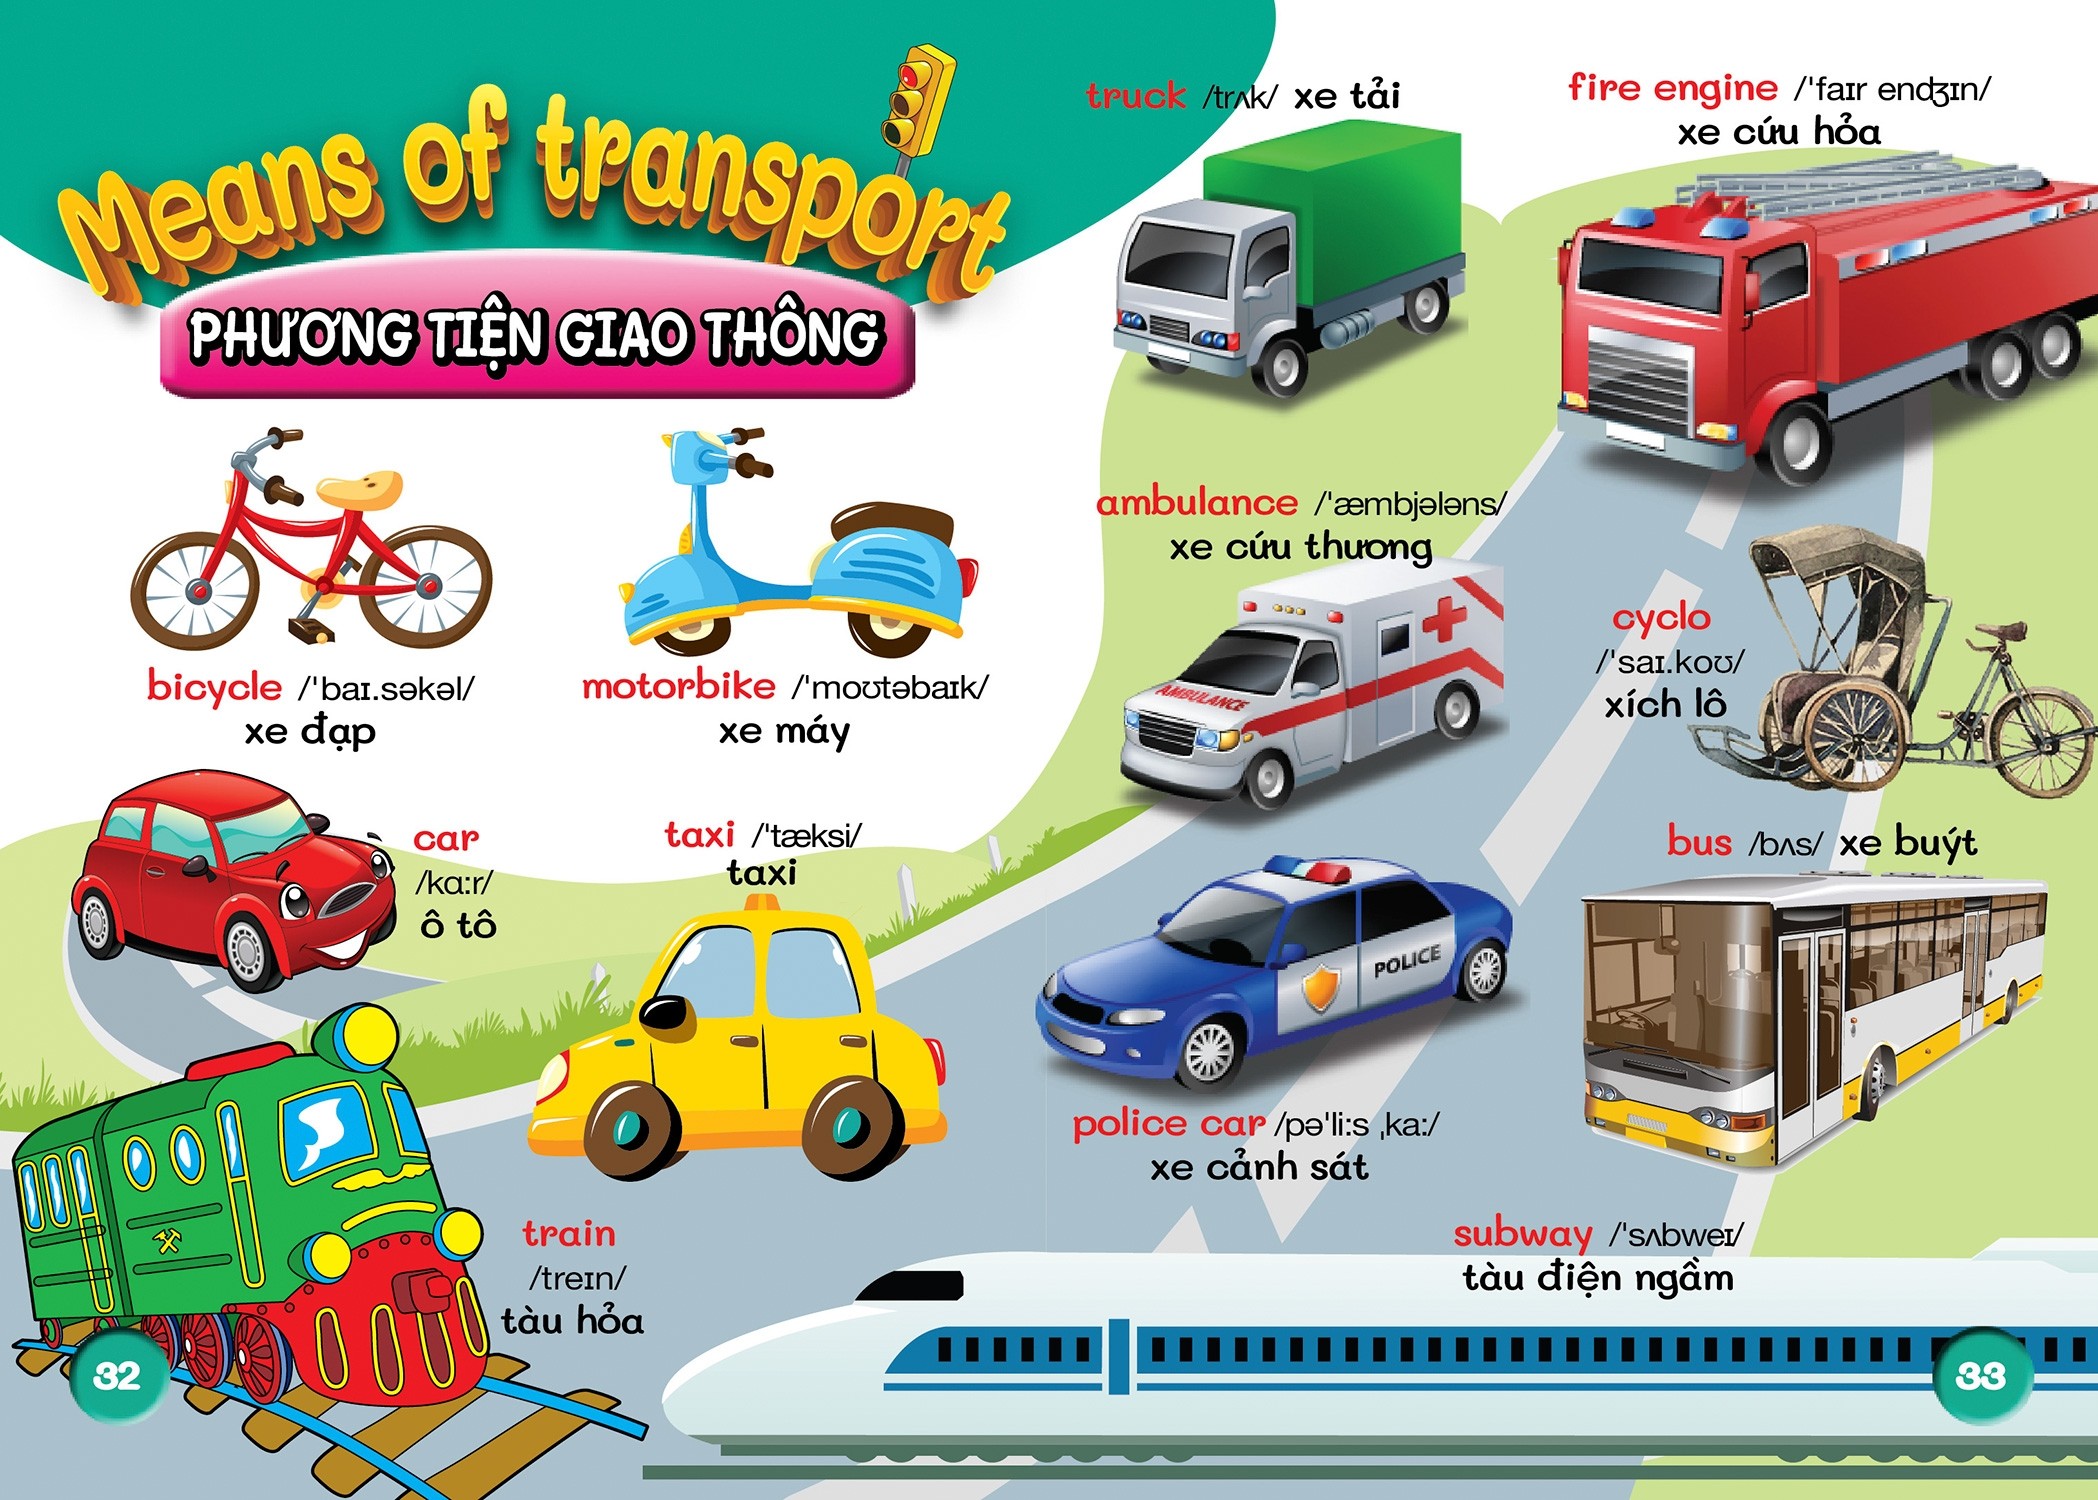 Means of transport
PHƯƠNG TIỆN GIAO THÔNG
bicycle /'baɪ.səkəl/
xe đạp
motorbike /'moʊtəbaɪk/
xe máy
car
/kɑ:r/
ô tô
taxi /'tæksi/
taxi
train
/treɪn/
tàu hỏa
32
truck /trʌk/ xe tải
fire engine /'faɪr endʒɪn/
xe cứu hỏa
ambulance /'æmbjələns/
xe cứu thương
AMBULANCE
cyclo
/'saɪ.koʊ/
xích lô
POLICE
police car /pə'li:s ˌka:/
xe cảnh sát
bus /bʌs/ xe buýt
subway /'sʌbweɪ/
tàu điện ngầm
33